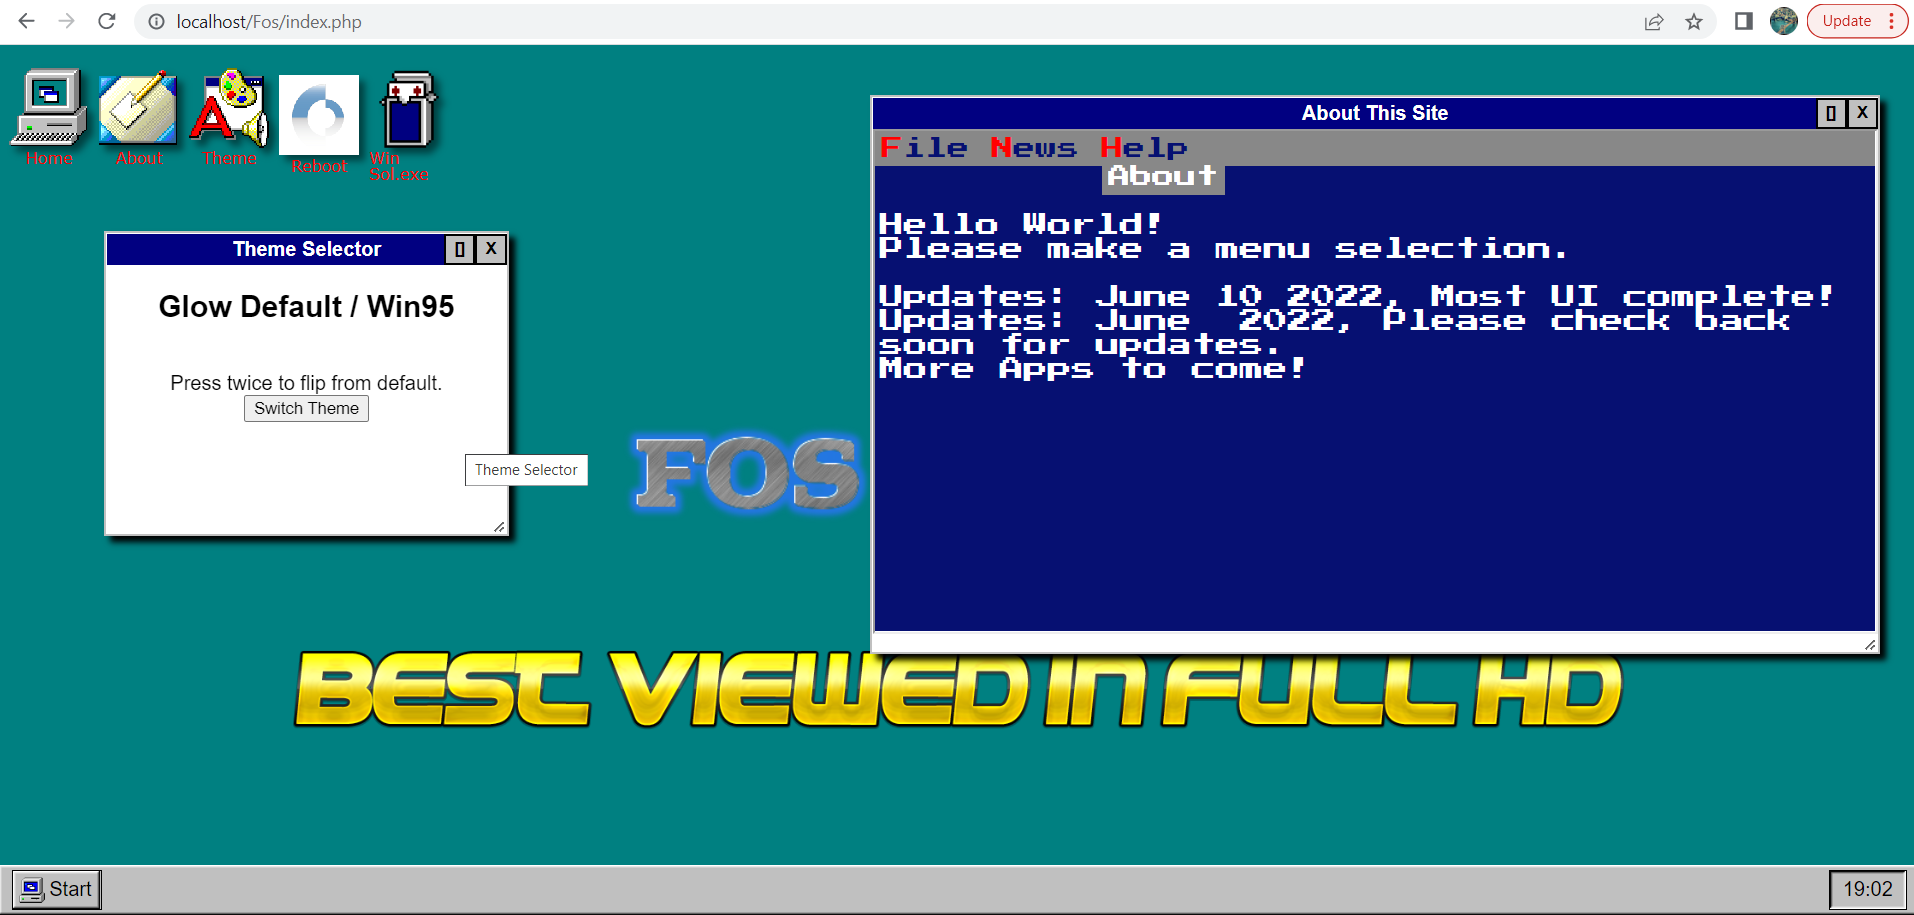 localhost/Fos/index.php
Update
Home
About
Theme
Reboot
Win
Sol.exe
Theme Selector
X
Glow Default / Win95
Press twice to flip from default.
Switch Theme
Theme Selector
FOS
About This Site
X
File News Help
About
Hello World!
Please make a menu selection.
Updates: June 10 2022, Most UI complete!
Updates: June  2022, Please check back
soon for updates.
More Apps to come!
BEST VIEWED IN FULL HD
Start
19:02